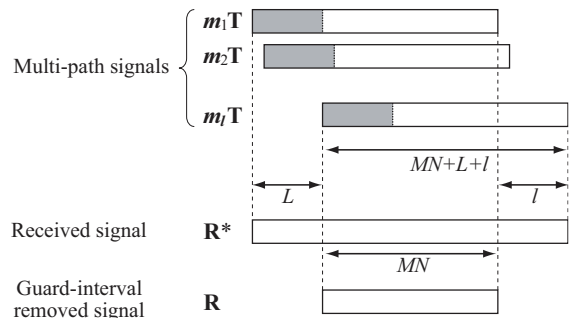 m₁T
m₂T
Multi-path signals
mₗT
MN+L+l
L
l
Received signal R*
MN
Guard-interval
removed signal R